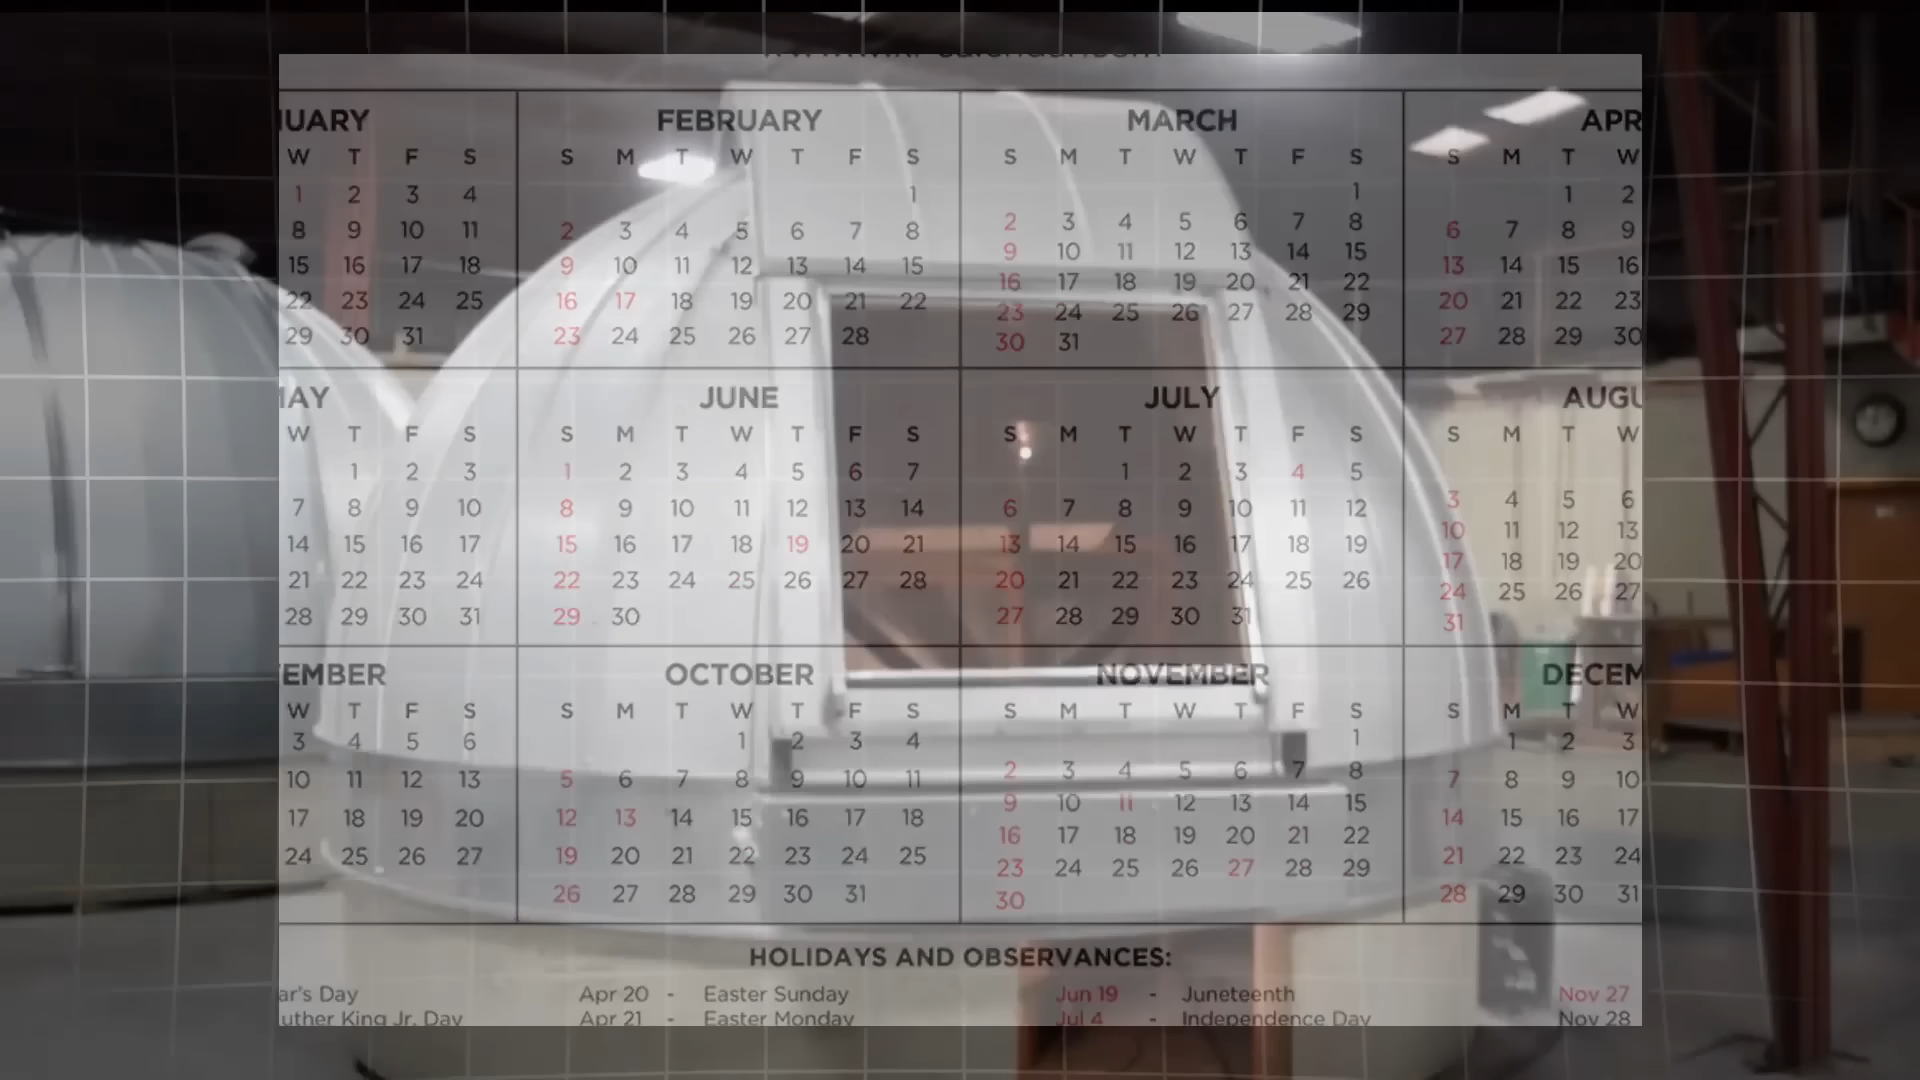 UARY FEBRUARY MARCH APR
W T F S S M T W T F S S M T W T F S S M T W
1 2 3 4 1 1 1 2
8 9 10 11 2 3 4 5 6 7 8 2 3 4 5 6 7 8 6 7 8 9
15 16 17 18 9 10 11 12 13 14 15 9 10 11 12 13 14 15 13 14 15 16
22 23 24 25 16 17 18 19 20 21 22 16 17 18 19 20 21 22 20 21 22 23
29 30 31 23 24 25 26 27 28 23 24 25 26 27 28 29 27 28 29 30
30 31
AY JUNE JULY AUGU
W T F S S M T W T F S S M T W T F S S M T W
1 2 3 1 2 3 4 5 6 7 1 2 3 4 5
7 8 9 10 8 9 10 11 12 13 14 6 7 8 9 10 11 12 3 4 5 6
14 15 16 17 15 16 17 18 19 20 21 13 14 15 16 17 18 19 10 11 12 13
21 22 23 24 22 23 24 25 26 27 28 20 21 22 23 24 25 26 17 18 19 20
28 29 30 31 29 30 27 28 29 30 31 24 25 26 27
31
EMBER OCTOBER NOVEMBER DECEM
W T F S S M T W T F S S M T W T F S S M T W
3 4 5 6 1 2 3 4 1 1 2 3
10 11 12 13 5 6 7 8 9 10 11 2 3 4 5 6 7 8 7 8 9 10
17 18 19 20 12 13 14 15 16 17 18 9 10 11 12 13 14 15 14 15 16 17
24 25 26 27 19 20 21 22 23 24 25 16 17 18 19 20 21 22 21 22 23 24
26 27 28 29 30 31 23 24 25 26 27 28 29 28 29 30 31
30
HOLIDAYS AND OBSERVANCES:
ar's Day Apr 20 - Easter Sunday Jun 19 - Juneteenth Nov 27
uther King Jr. Day Apr 21 - Easter Monday Jul 4 - Independence Day Nov 28